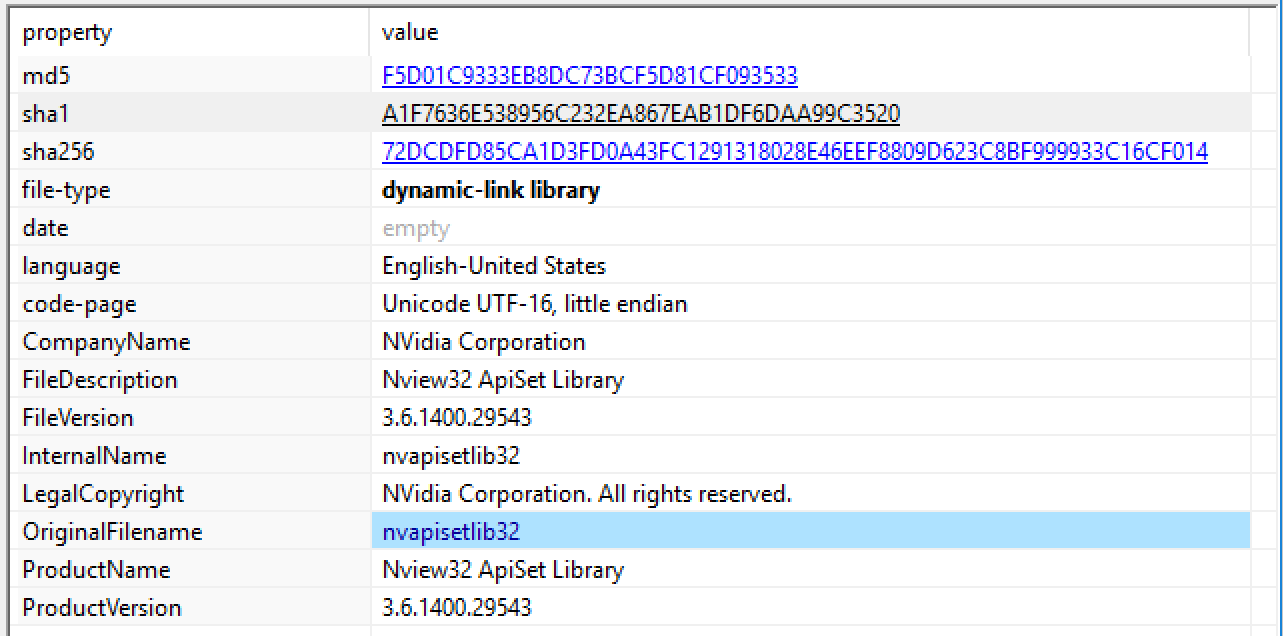 property value
md5 F5D01C9333EB8DC73BCF5D81CF093533
sha1 A1F7636E538956C232EA867EAB1DF6DAA99C3520
sha256 72DCDFD85CA1D3FD0A43FC1291318028E46EEF8809D623C8BF999933C16CF014
file-type dynamic-link library
date empty
language English-United States
code-page Unicode UTF-16, little endian
CompanyName NVidia Corporation
FileDescription Nview32 ApiSet Library
FileVersion 3.6.1400.29543
InternalName nvapisetlib32
LegalCopyright NVidia Corporation. All rights reserved.
OriginalFilename nvapisetlib32
ProductName Nview32 ApiSet Library
ProductVersion 3.6.1400.29543